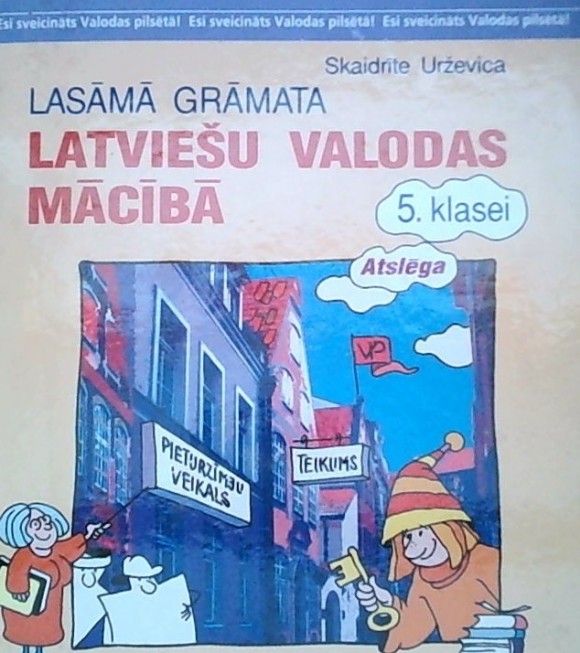 Esi sveicināts Valodas pilsētā! Esi sveicināts Valodas pilsētā! Esi sveicināts Valodas pilsētā!
Skaidrīte Urževica
LASĀMĀ GRĀMATA
LATVIEŠU VALODAS
MĀCĪBĀ
5. klasei
Atslēga
VP
PIETURZĪMJU
VEIKALS
TEIKUMS